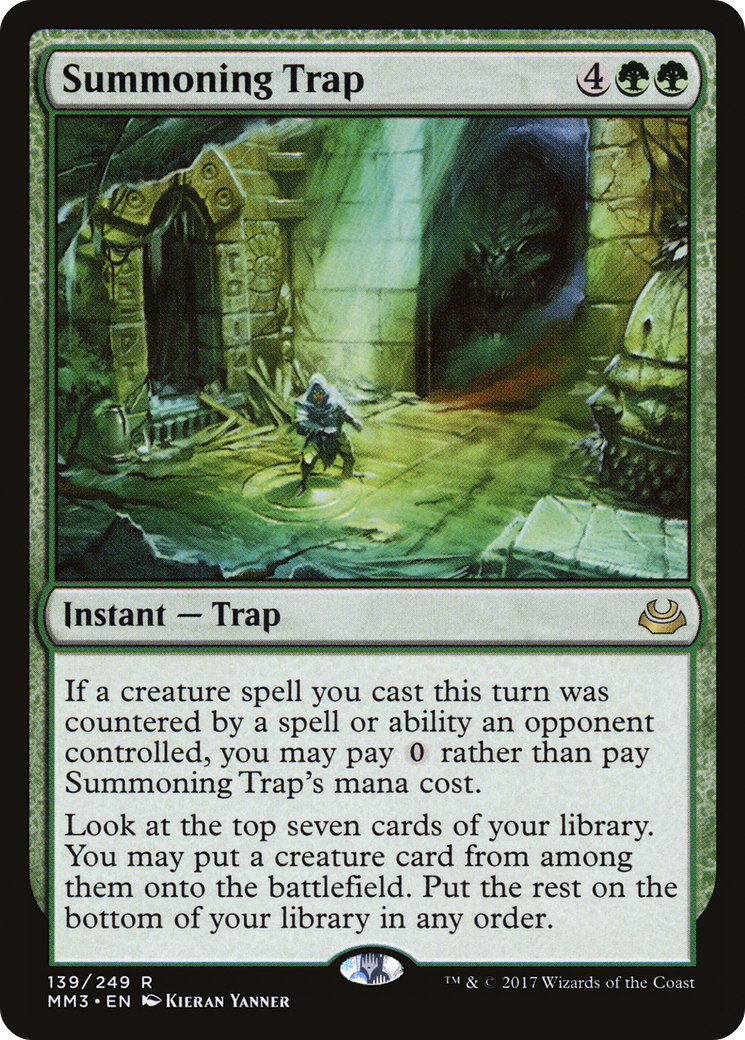 Summoning Trap 4
Instant — Trap
If a creature spell you cast this turn was
countered by a spell or ability an opponent
controlled, you may pay 0 rather than pay
Summoning Trap's mana cost.
Look at the top seven cards of your library.
You may put a creature card from among
them onto the battlefield. Put the rest on the
bottom of your library in any order.
139/249 R
MM3 • EN Kieran Yanner
™ & © 2017 Wizards of the Coast